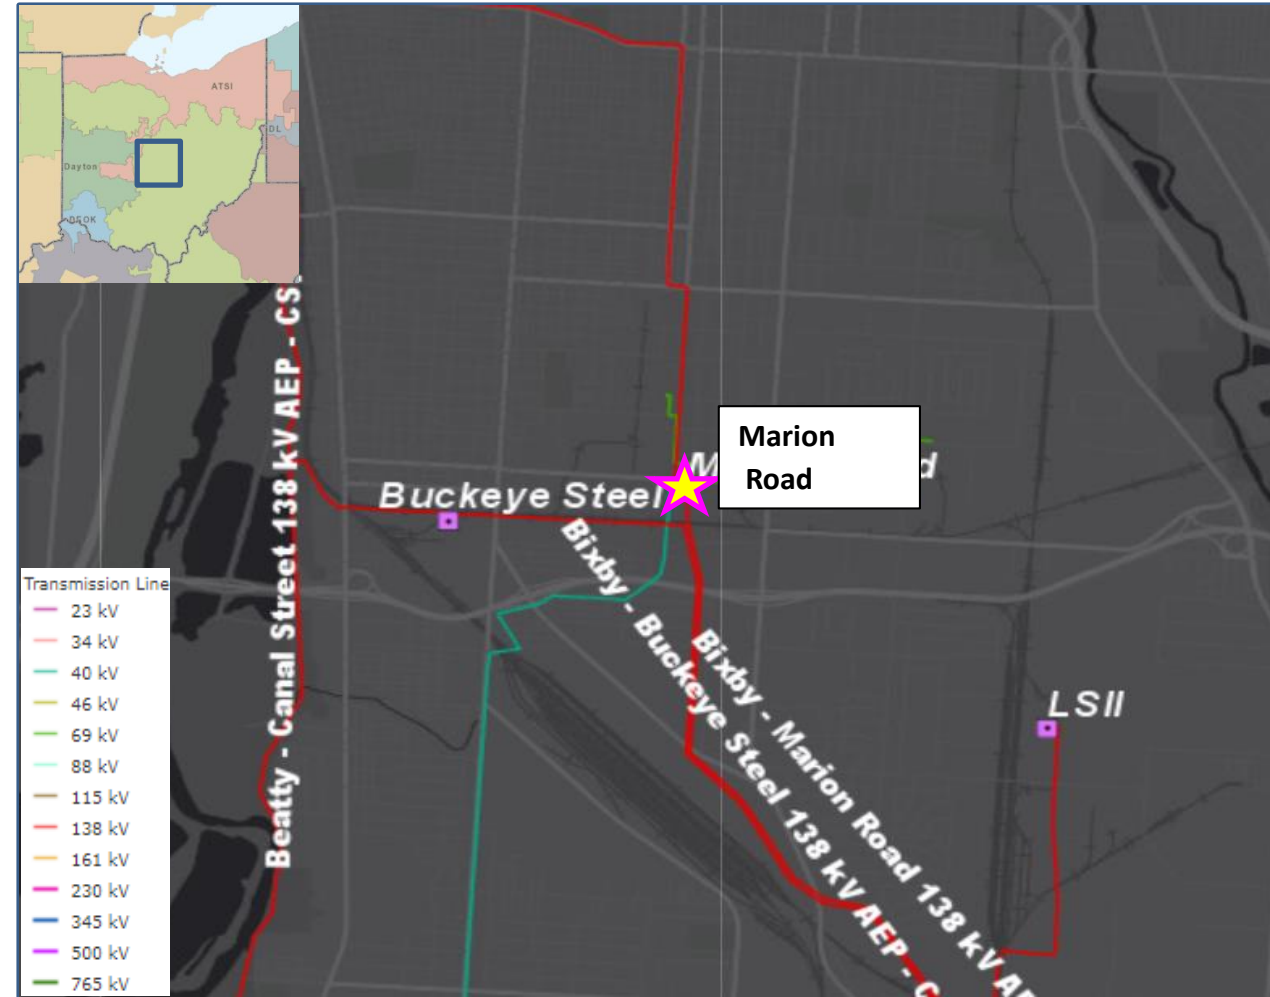 ATSI
DL
Dayton
DEOK
Beatty - Canal Street 138 kV AEP - CS
Marion
Road
M
d
Buckeye Steel
Bixby - Buckeye Steel 138 kV AEP - C
Bixby - Marion Road 138 kV AE
LSII
Transmission Line
23 kV
34 kV
40 kV
46 kV
69 kV
88 kV
115 kV
138 kV
161 kV
230 kV
345 kV
500 kV
765 kV